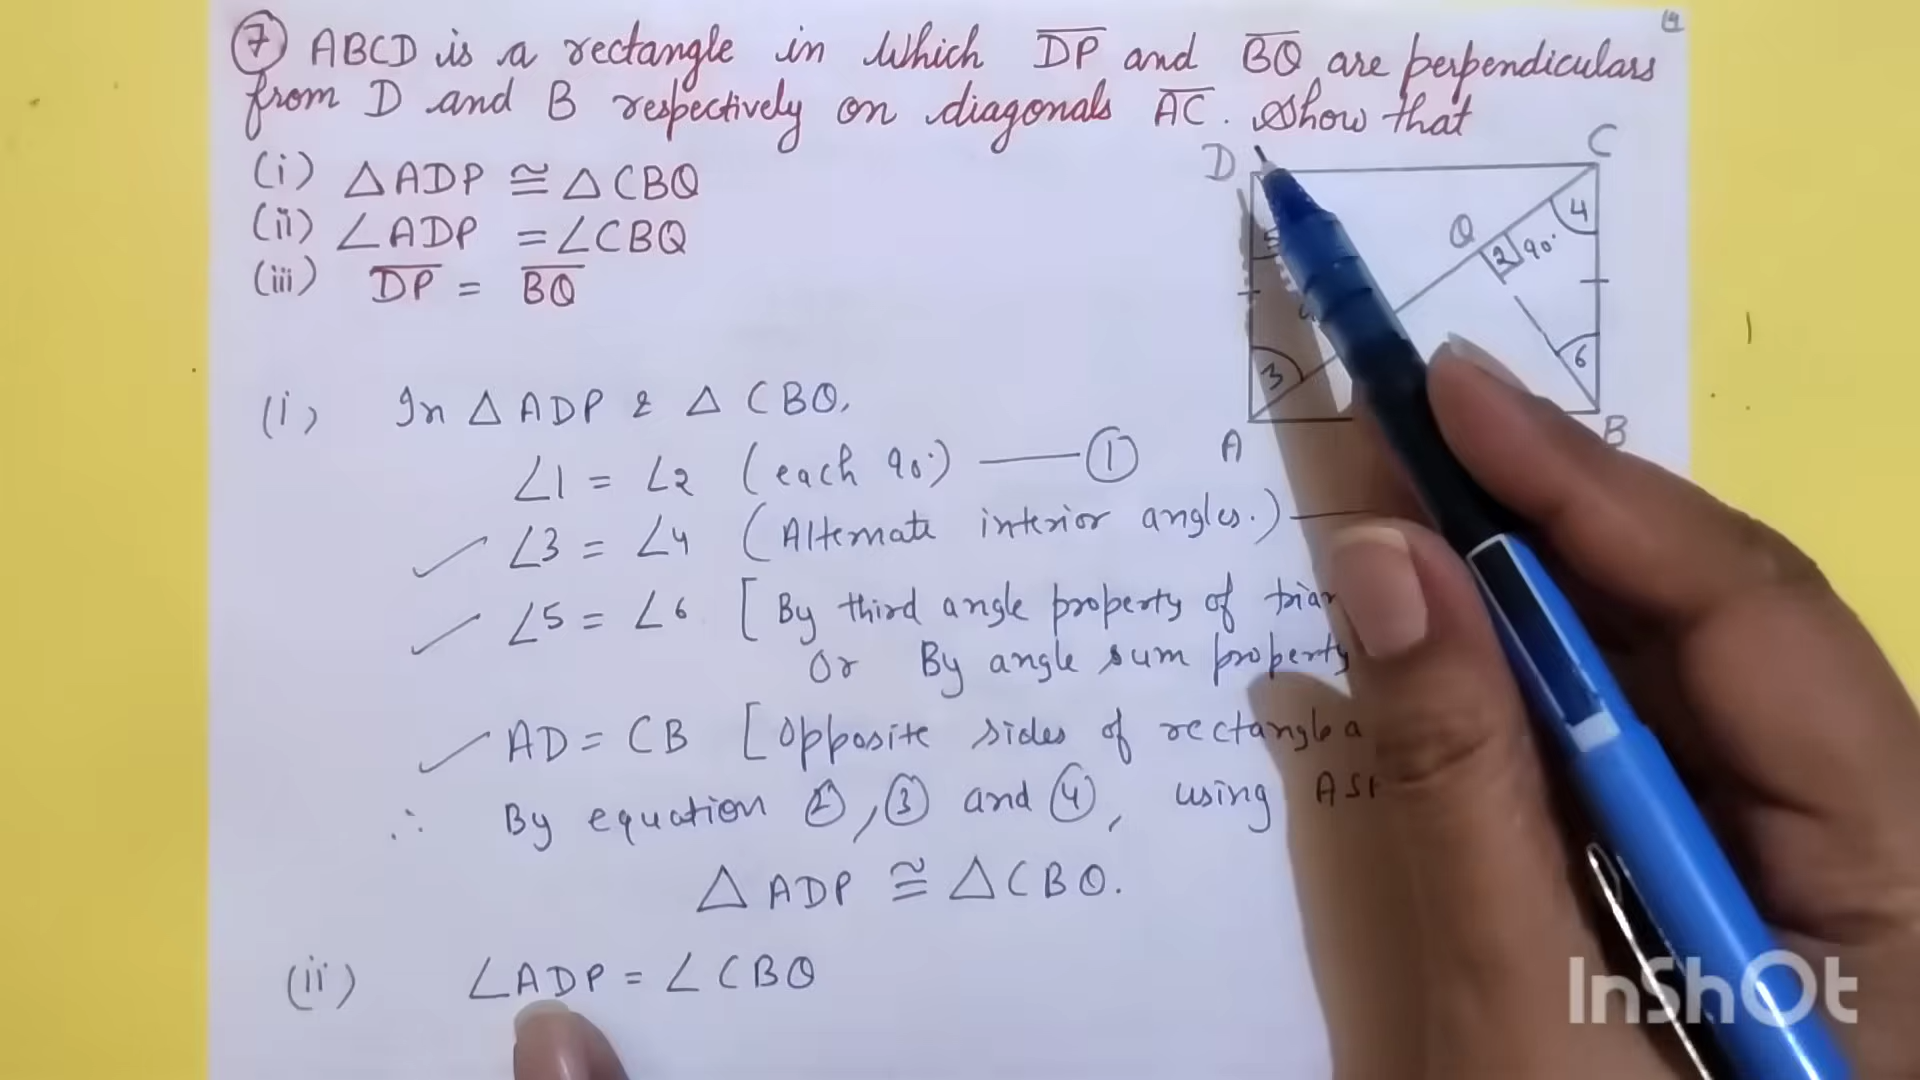 ⑦ ABCD is a rectangle in which DP and BQ are perpendiculars
from D and B respectively on diagonals AC. Show that
(i) △ADP ≅ △CBQ
(ii) ∠ADP = ∠CBQ
(iii) DP = BQ
D C
Q 2 90° 4
5
3 6
A B
(i) In △ADP & △CBQ,
∠1 = ∠2 (each 90°) —— ①
∠3 = ∠4 (Alternate interior angles.) ——
∠5 = ∠6 [By third angle property of
Or By angle sum property
AD = CB [Opposite sides of rectangle
∴ By equation ②, ③ and ④, using
△ADP ≅ △CBQ.
(ii) ∠ADP = ∠CBQ
InShOt